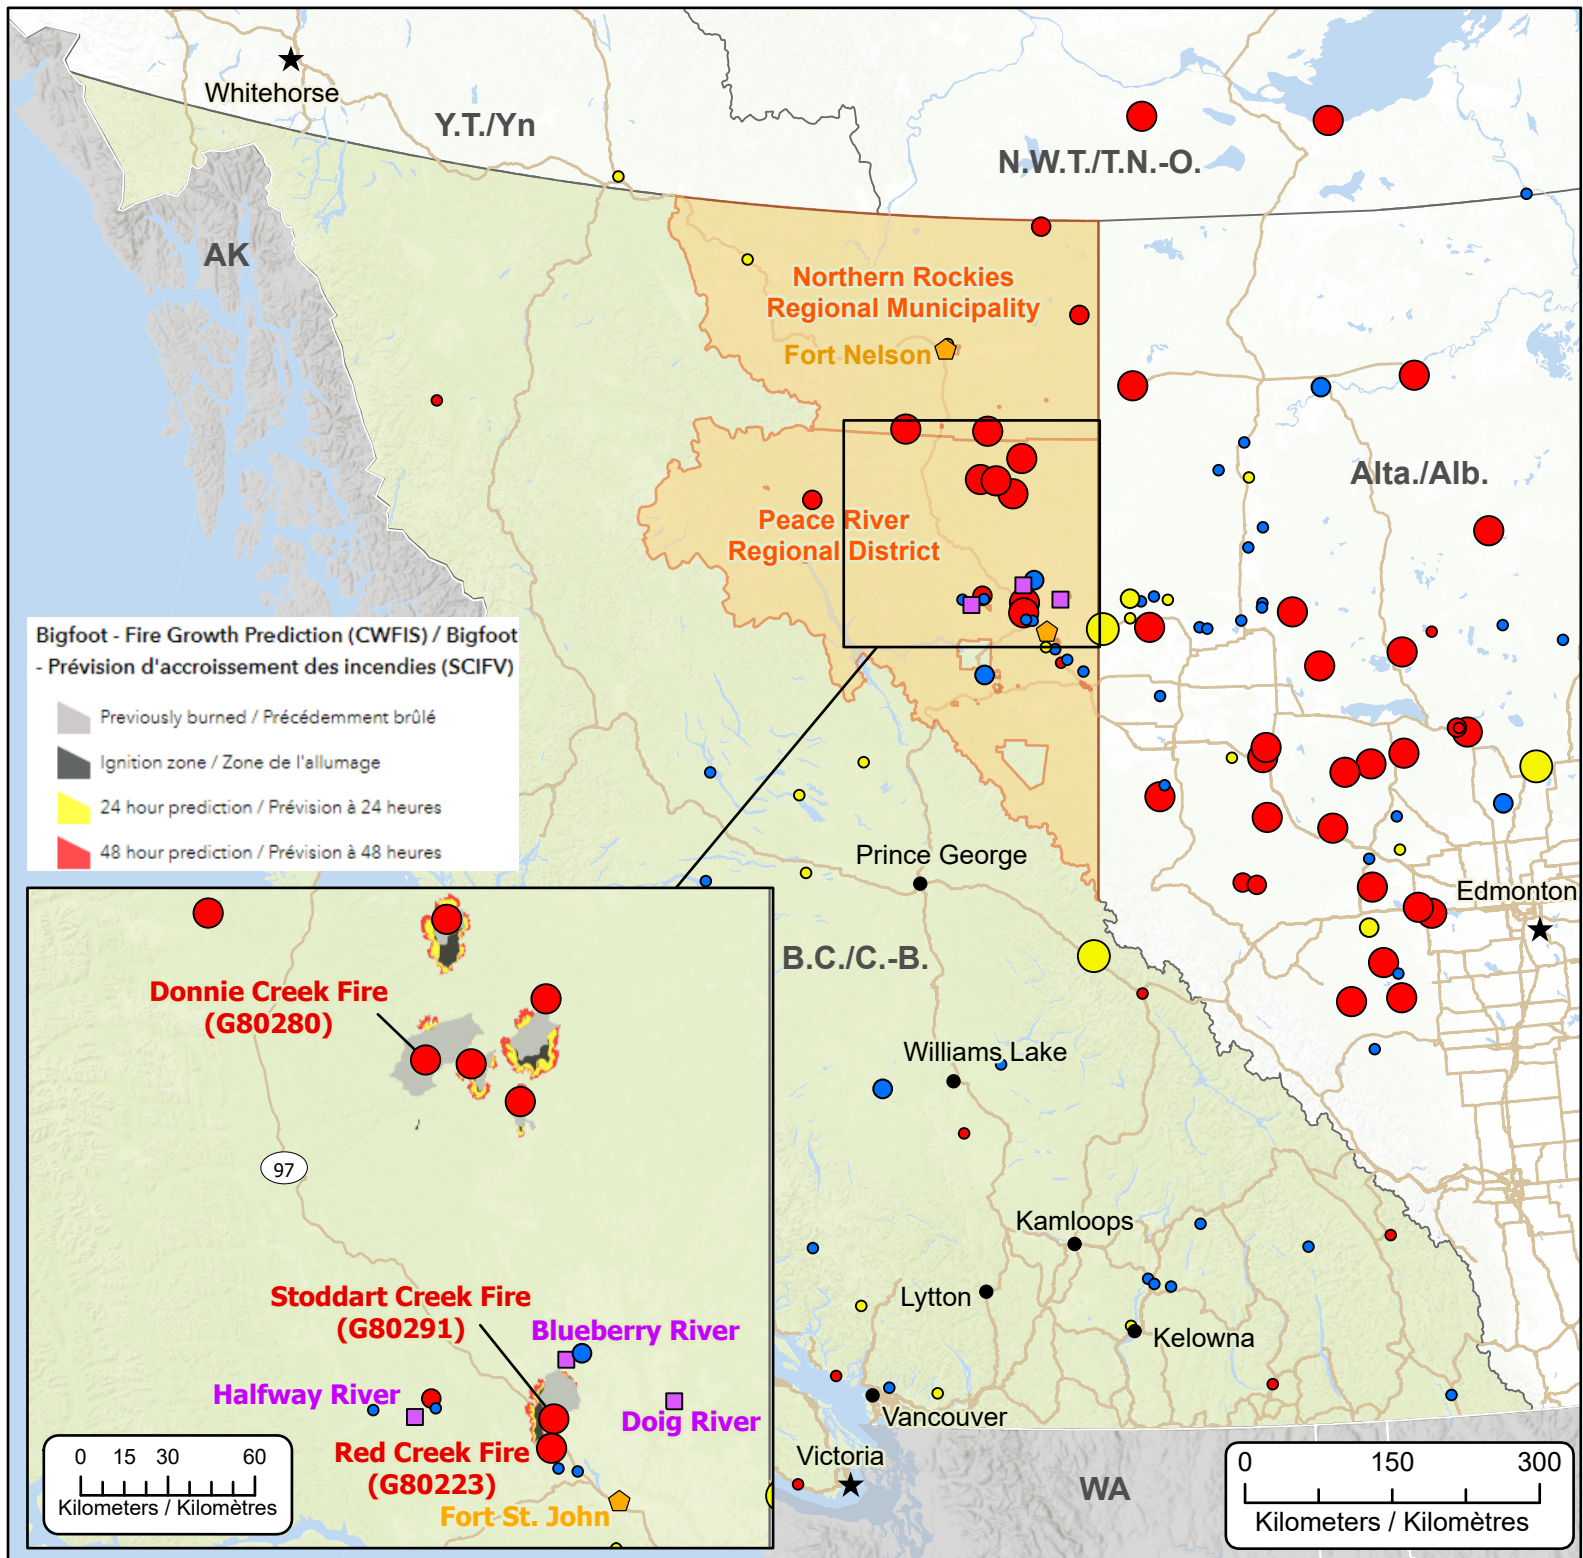 Whitehorse
Y.T./Yn
N.W.T./T.N.-O.
AK
Northern Rockies
Regional Municipality
Fort Nelson
Alta./Alb.
Peace River
Regional District
Bigfoot - Fire Growth Prediction (CWFIS) / Bigfoot
- Prévision d'accroissement des incendies (SCIFV)
Previously burned / Précédemment brûlé
Ignition zone / Zone de l'allumage
24 hour prediction / Prévision à 24 heures
48 hour prediction / Prévision à 48 heures
Prince George
Edmonton
B.C./C.-B.
Donnie Creek Fire
(G80280)
Williams Lake
97
Kamloops
Stoddart Creek Fire
(G80291)
Lytton
Blueberry River
Kelowna
Halfway River
Doig River
Vancouver
Red Creek Fire
(G80223)
Victoria
WA
Fort St. John
0 15 30 60
Kilometers / Kilomètres
0 150 300
Kilometers / Kilomètres